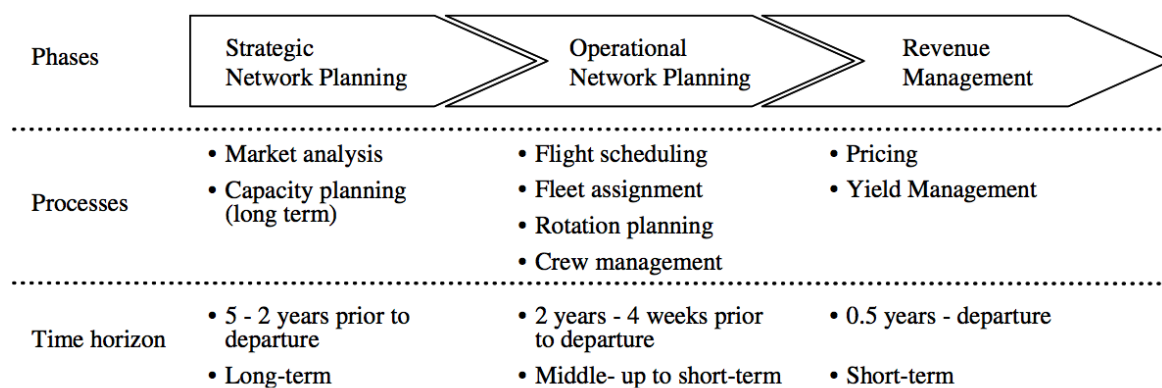 Phases
Strategic
Network Planning
Operational
Network Planning
Revenue
Management
Processes
• Market analysis
• Capacity planning
(long term)
• Flight scheduling
• Fleet assignment
• Rotation planning
• Crew management
• Pricing
• Yield Management
Time horizon
• 5 - 2 years prior to
departure
• Long-term
• 2 years - 4 weeks prior
to departure
• Middle- up to short-term
• 0.5 years - departure
• Short-term